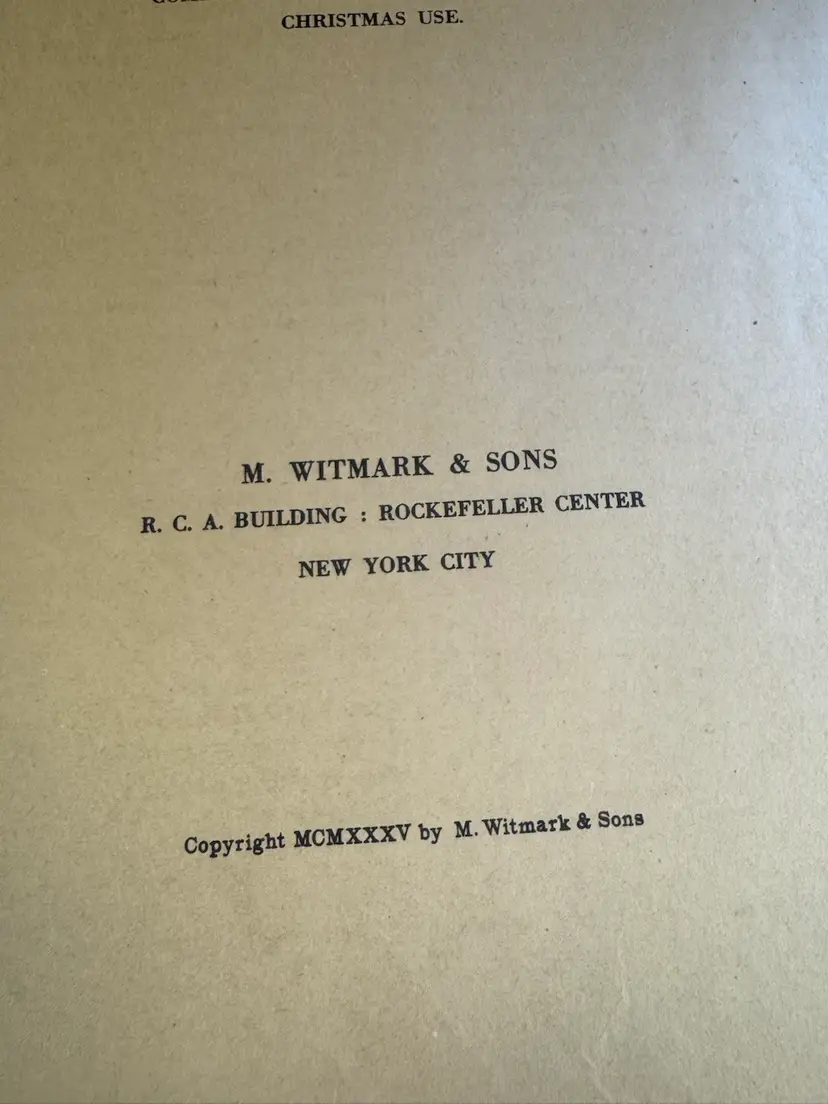 CHRISTMAS USE.
M. WITMARK & SONS
R. C. A. BUILDING : ROCKEFELLER CENTER
NEW YORK CITY
Copyright MCMXXXV by M. Witmark & Sons